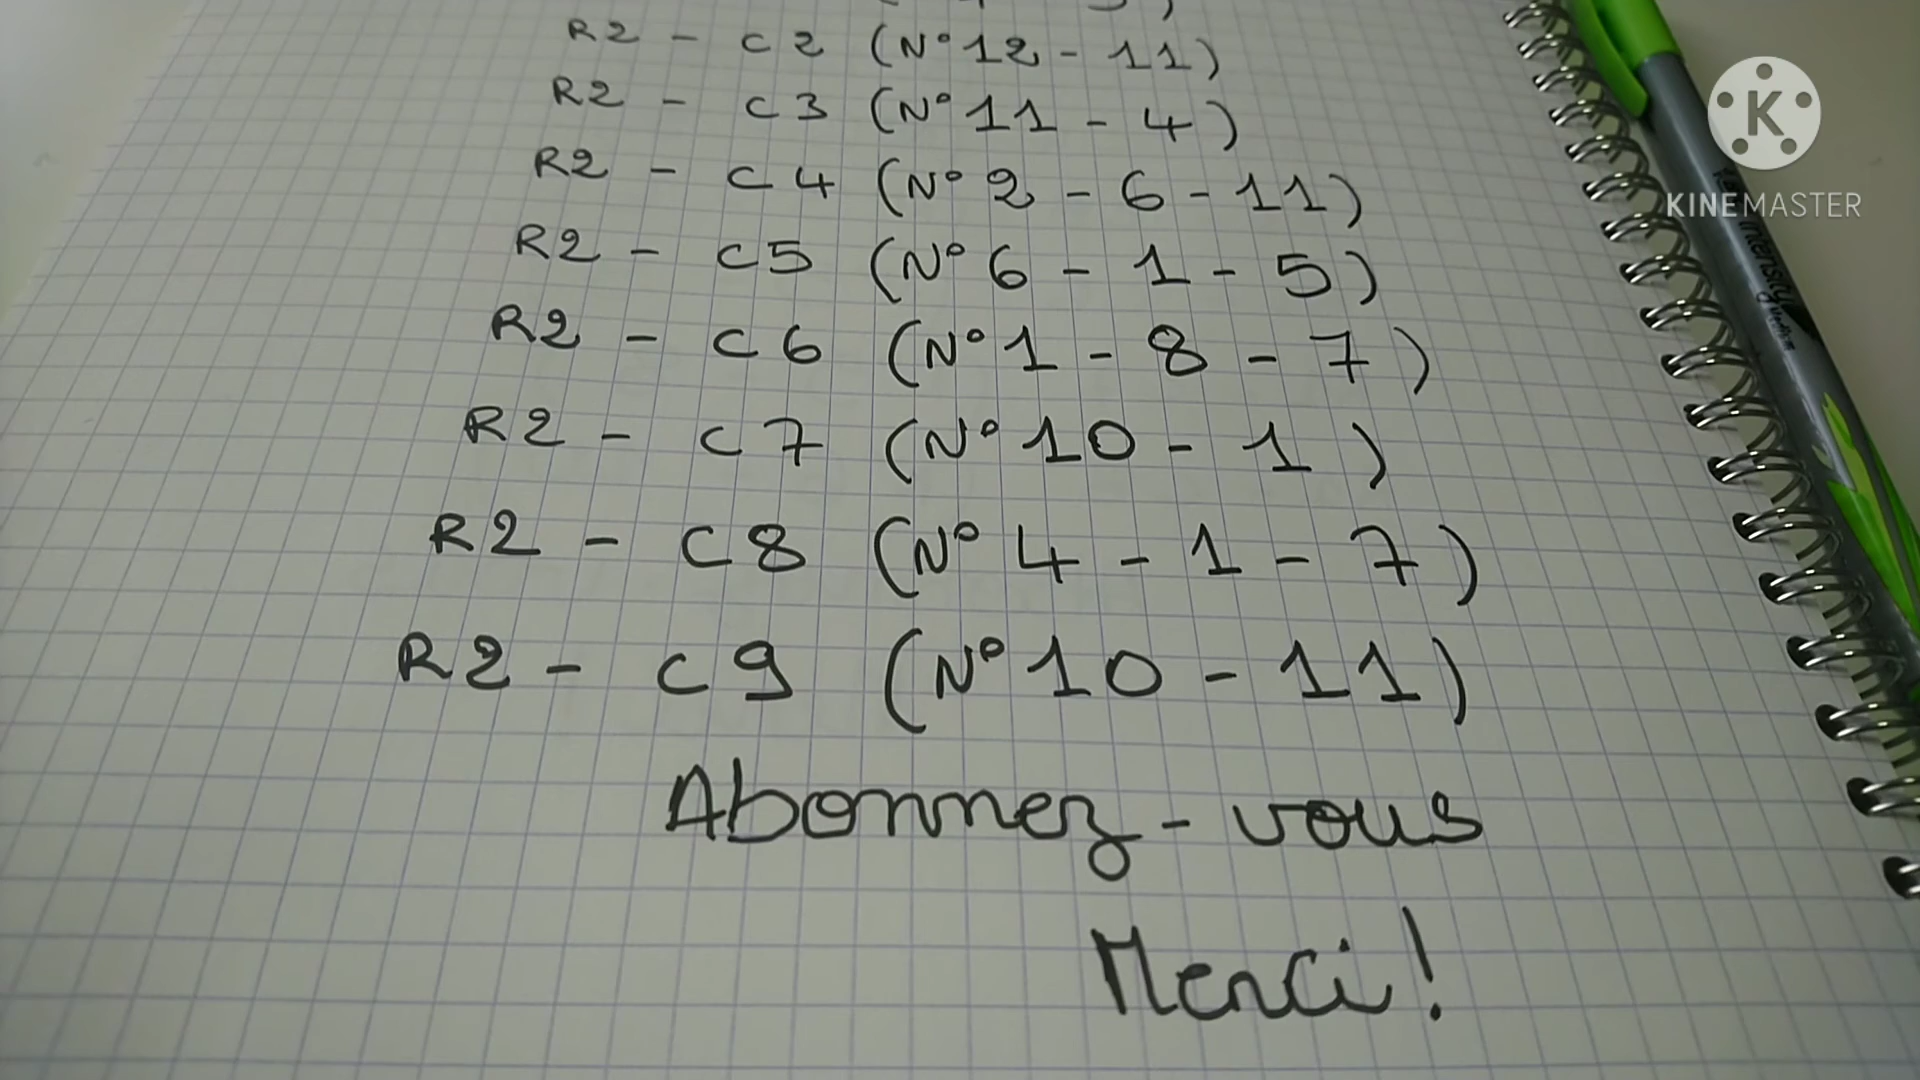 R2 - C2 (N° 12 - 11)
R2 - C3 (N° 11 - 4)
R2 - C4 (N° 2 - 6 - 11)
R2 - C5 (N° 6 - 1 - 5)
R2 - C6 (N° 1 - 8 - 7)
R2 - C7 (N° 10 - 1)
R2 - C8 (N° 4 - 1 - 7)
R2 - C9 (N° 10 - 11)
Abonnez-vous
Merci!
K
KINEMASTER
intensity